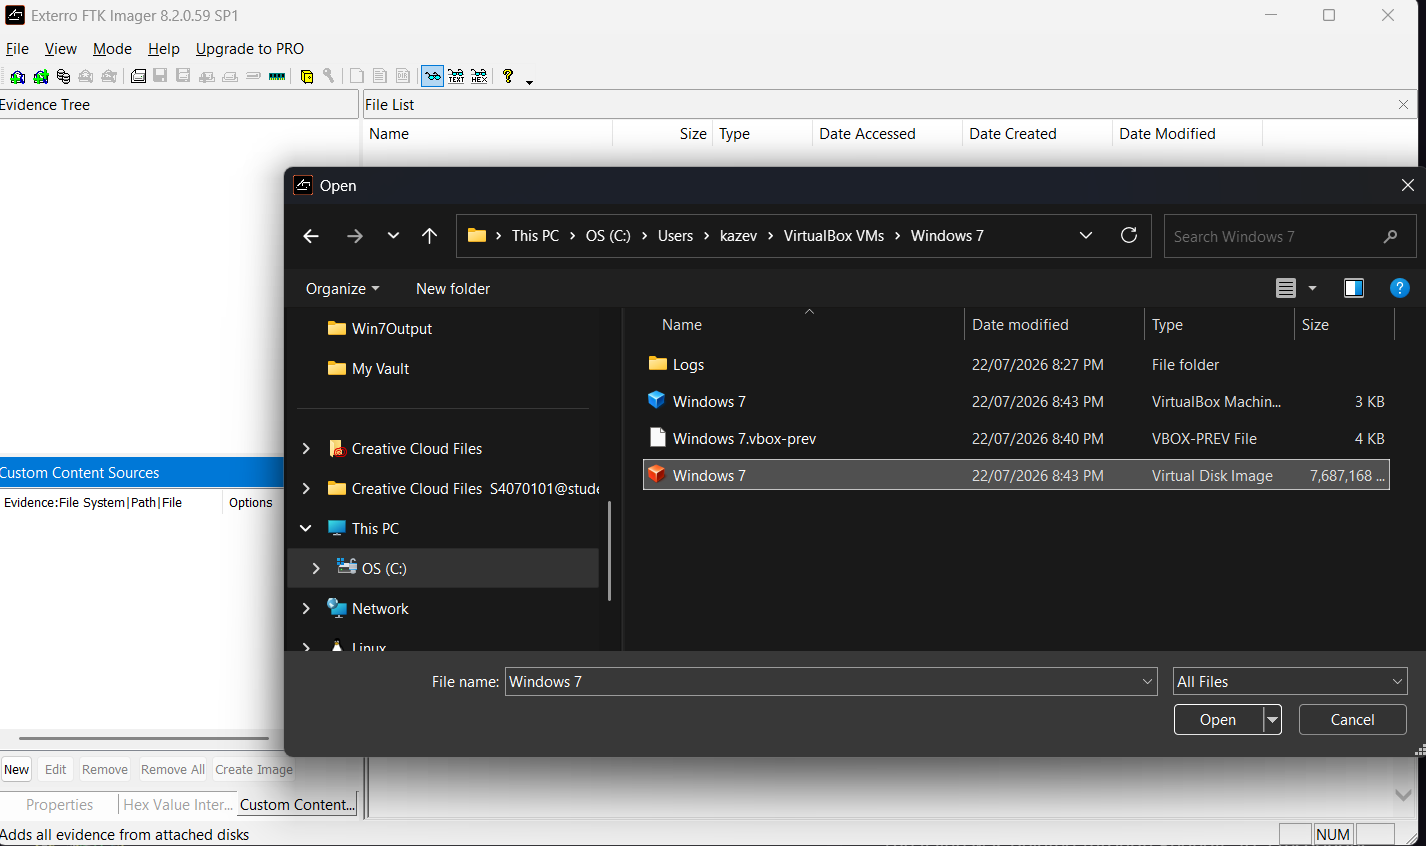 Exterro FTK Imager 8.2.0.59 SP1
File View Mode Help Upgrade to PRO
TEXT HEX
Evidence Tree
File List
Name Size Type Date Accessed Date Created Date Modified
Open
This PC OS (C:) Users kazev VirtualBox VMs Windows 7
Search Windows 7
Organize New folder
Name Date modified Type Size
Win7Output
My Vault
Creative Cloud Files
Creative Cloud Files S4070101@stude
This PC
OS (C:)
Network
Linux
Logs 22/07/2026 8:27 PM File folder
Windows 7 22/07/2026 8:43 PM VirtualBox Machin... 3 KB
Windows 7.vbox-prev 22/07/2026 8:40 PM VBOX-PREV File 4 KB
Windows 7 22/07/2026 8:43 PM Virtual Disk Image 7,687,168 ...
File name: Windows 7
All Files
Open Cancel
Custom Content Sources
Evidence:File System|Path|File Options
New Edit Remove Remove All Create Image
Properties Hex Value Inter... Custom Content...
Adds all evidence from attached disks
NUM